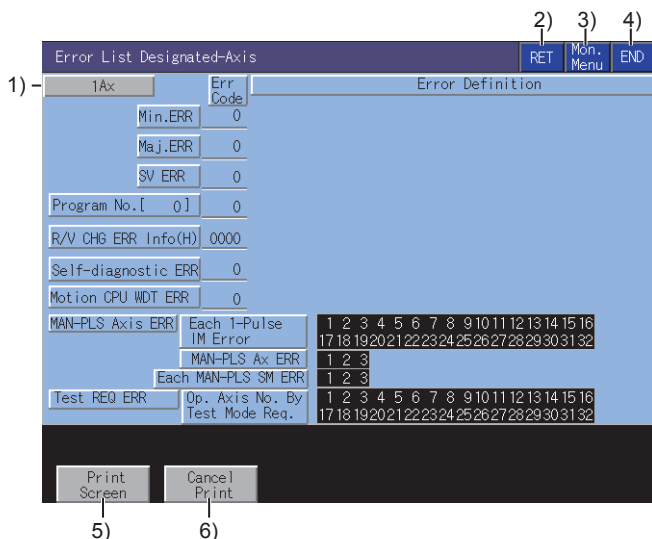 2) 3) 4)
Error List Designated-Axis RET Mon. Menu END
1) 1Ax Err Code Error Definition
Min.ERR 0
Maj.ERR 0
SV ERR 0
Program No.[ 0] 0
R/V CHG ERR Info(H) 0000
Self-diagnostic ERR 0
Motion CPU WDT ERR 0
MAN-PLS Axis ERR Each 1-Pulse IM Error 1 2 3 4 5 6 7 8 9 10 11 12 13 14 15 16
17 18 19 20 21 22 23 24 25 26 27 28 29 30 31 32
MAN-PLS Ax ERR 1 2 3
Each MAN-PLS SM ERR 1 2 3
Test REQ ERR Op. Axis No. By Test Mode Req. 1 2 3 4 5 6 7 8 9 10 11 12 13 14 15 16
17 18 19 20 21 22 23 24 25 26 27 28 29 30 31 32
Print Screen Cancel Print
5) 6)